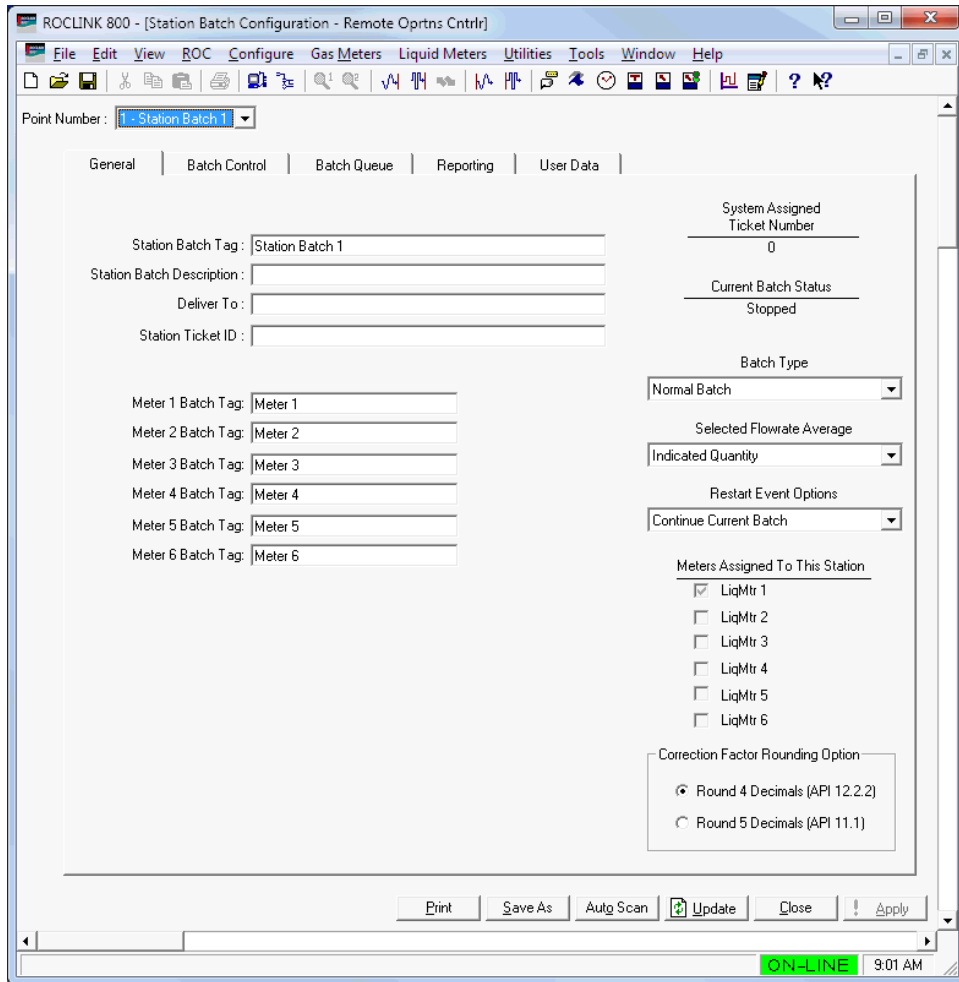 ROCLINK 800 - [Station Batch Configuration - Remote Oprtns Cntrlr]
File Edit View ROC Configure Gas Meters Liquid Meters Utilities Tools Window Help
Point Number : 1 - Station Batch 1
General Batch Control Batch Queue Reporting User Data
System Assigned
Ticket Number
0
Station Batch Tag : Station Batch 1
Station Batch Description :
Deliver To :
Station Ticket ID :
Current Batch Status
Stopped
Batch Type
Normal Batch
Selected Flowrate Average
Indicated Quantity
Restart Event Options
Continue Current Batch
Meter 1 Batch Tag: Meter 1
Meter 2 Batch Tag: Meter 2
Meter 3 Batch Tag: Meter 3
Meter 4 Batch Tag: Meter 4
Meter 5 Batch Tag: Meter 5
Meter 6 Batch Tag: Meter 6
Meters Assigned To This Station
LiqMtr 1
LiqMtr 2
LiqMtr 3
LiqMtr 4
LiqMtr 5
LiqMtr 6
Correction Factor Rounding Option
Round 4 Decimals (API 12.2.2)
Round 5 Decimals (API 11.1)
Print Save As Auto Scan Update Close ! Apply
ON-LINE 9:01 AM